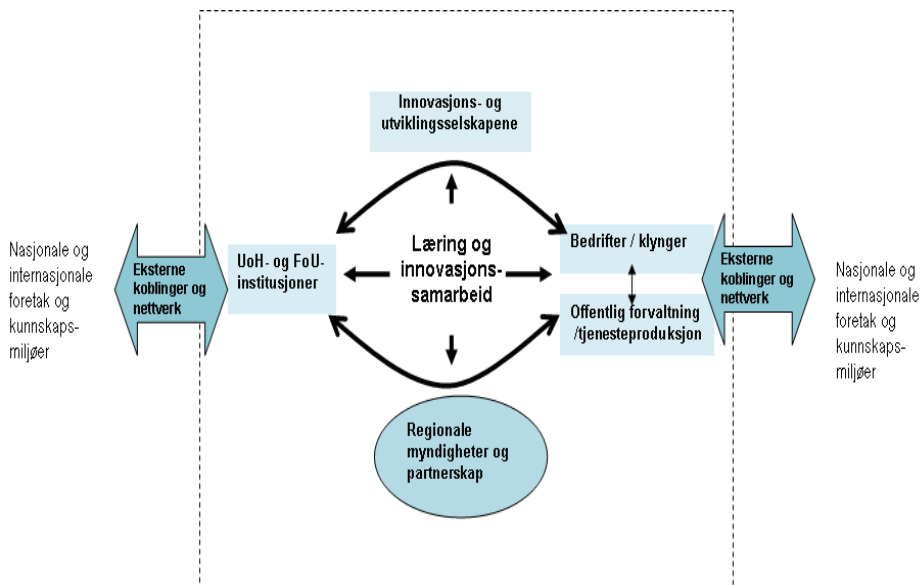 Innovasjons- og
utviklingsselskapene
Nasjonale og
internasjonale
foretak og
kunnskaps-
miljøer
Eksterne
koblinger og
nettverk
UoH- og FoU-
institusjoner
Læring og
innovasjons-
samarbeid
Bedrifter / klynger
Offentlig forvaltning
/tjenesteproduksjon
Eksterne
koblinger og
nettverk
Nasjonale og
internasjonale
foretak og
kunnskaps-
miljøer
Regionale
myndigheter og
partnerskap